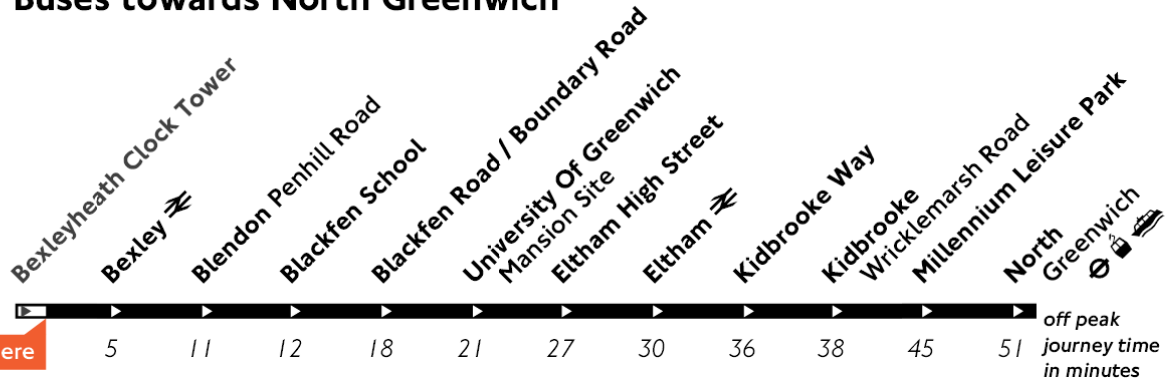 Buses towards North Greenwich
Bexleyheath Clock Tower
Bexley
Blendon Penhill Road
Blackfen School
Blackfen Road / Boundary Road
University Of Greenwich
Mansion Site
Eltham High Street
Eltham
Kidbrooke Way
Kidbrooke
Wricklemarsh Road
Millennium Leisure Park
North
Greenwich
ere 5 11 12 18 21 27 30 36 38 45 51
off peak
journey time
in minutes